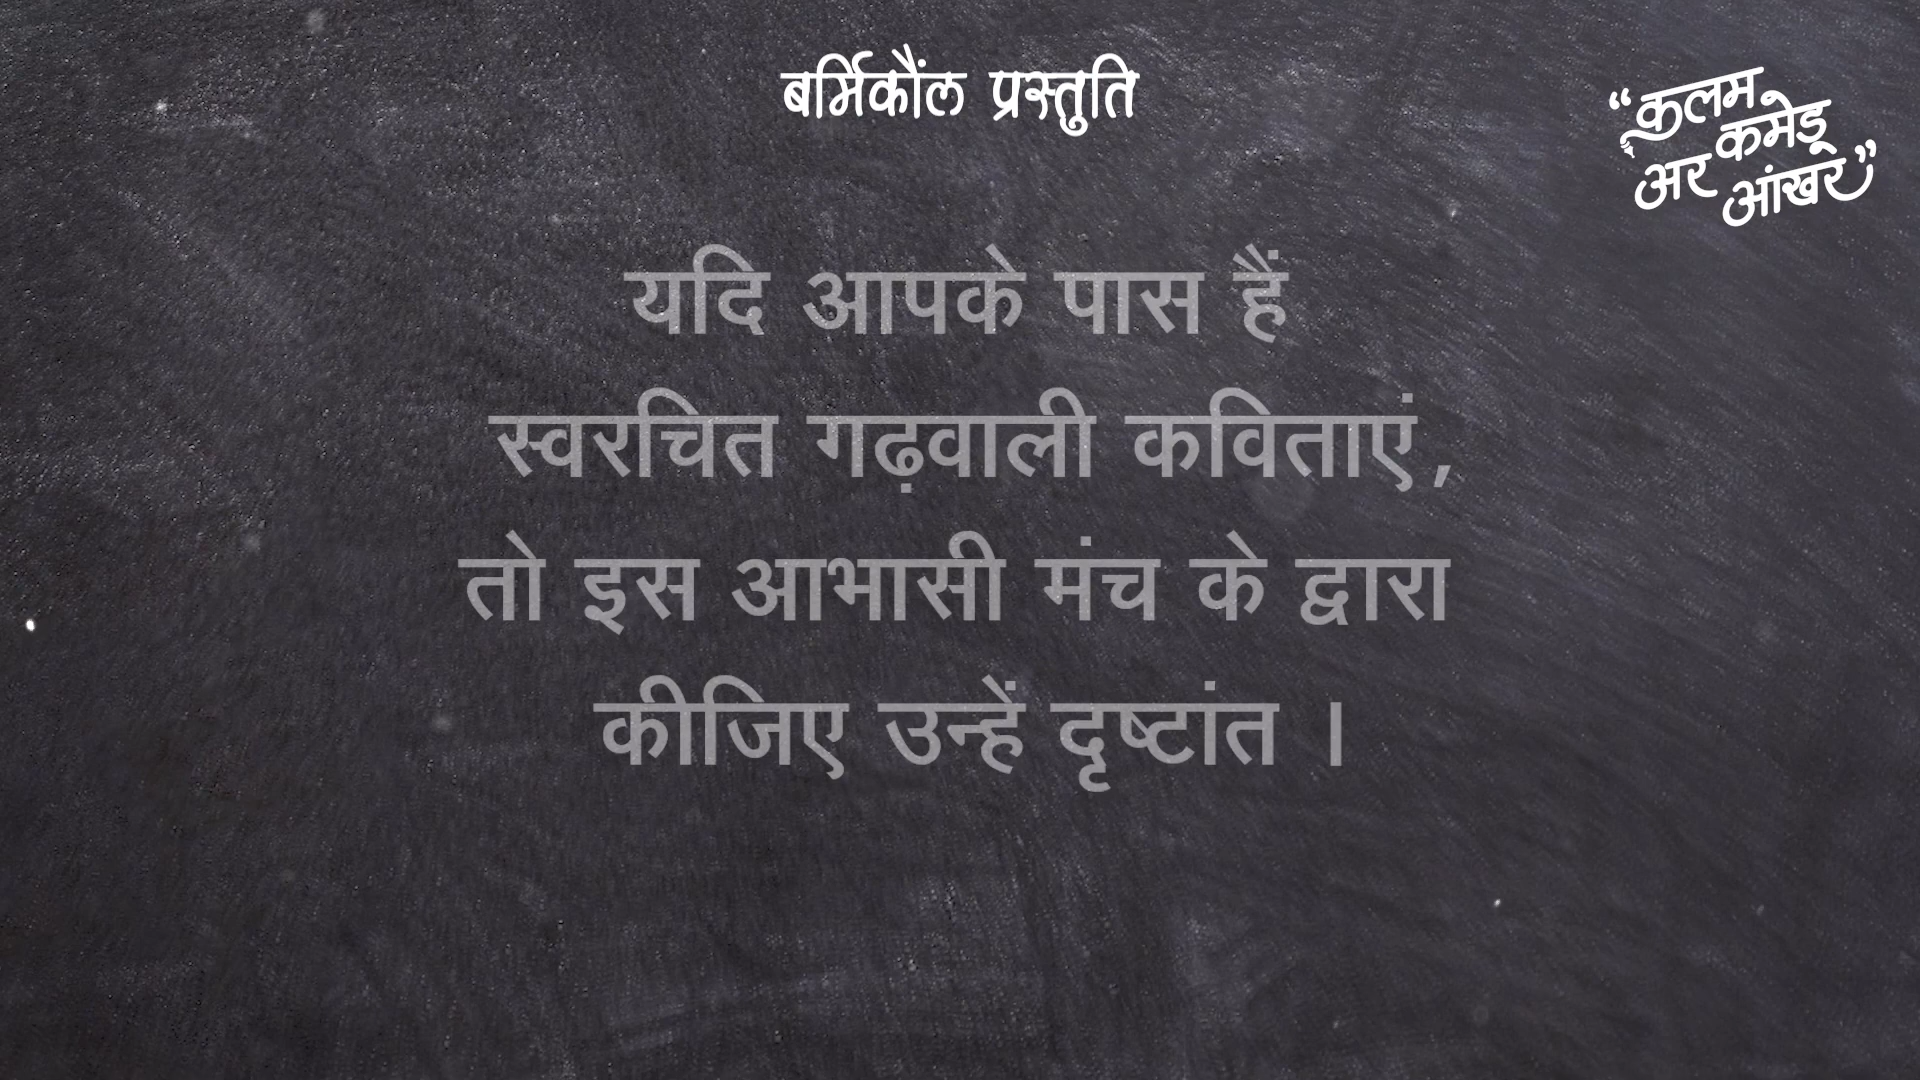 बर्मिकौंल प्रस्तुति
“कलम
कमेडू
अर
आंखर”
यदि आपके पास हैं
स्वरचित गढ़वाली कविताएं,
तो इस आभासी मंच के द्वारा
कीजिए उन्हें दृष्टांत ।